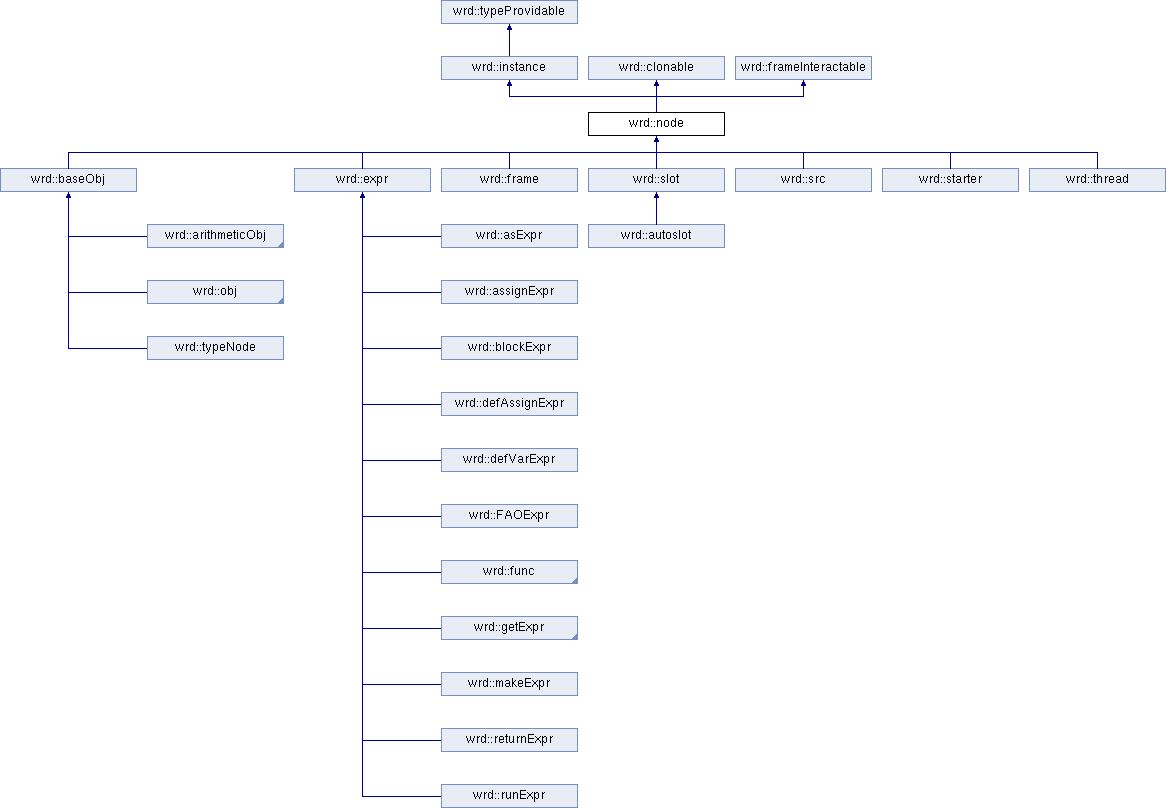 wrd::typeProvidable
wrd::instance
wrd::clonable
wrd::frameInteractable
wrd::node
wrd::baseObj
wrd::expr
wrd::frame
wrd::slot
wrd::src
wrd::starter
wrd::thread
wrd::arithmeticObj
wrd::asExpr
wrd::autoslot
wrd::obj
wrd::assignExpr
wrd::typeNode
wrd::blockExpr
wrd::defAssignExpr
wrd::defVarExpr
wrd::FAOExpr
wrd::func
wrd::getExpr
wrd::makeExpr
wrd::returnExpr
wrd::runExpr